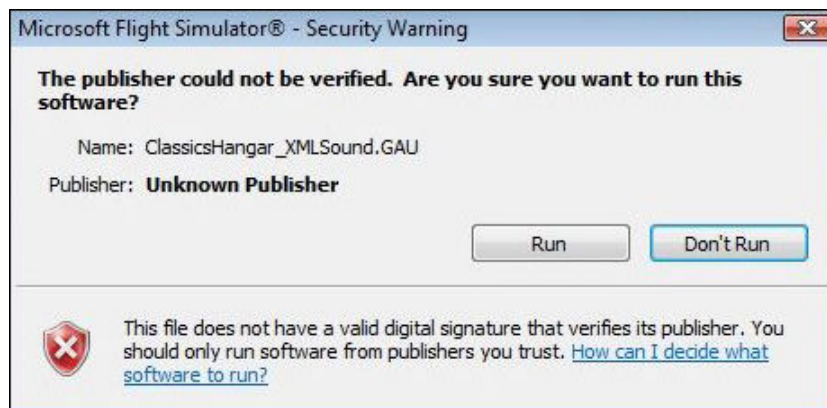 Microsoft Flight Simulator® - Security Warning
The publisher could not be verified.  Are you sure you want to run this
software?
Name: ClassicsHangar_XMLSound.GAU
Publisher: Unknown Publisher
Run Don't Run
This file does not have a valid digital signature that verifies its publisher. You
should only run software from publishers you trust. How can I decide what
software to run?